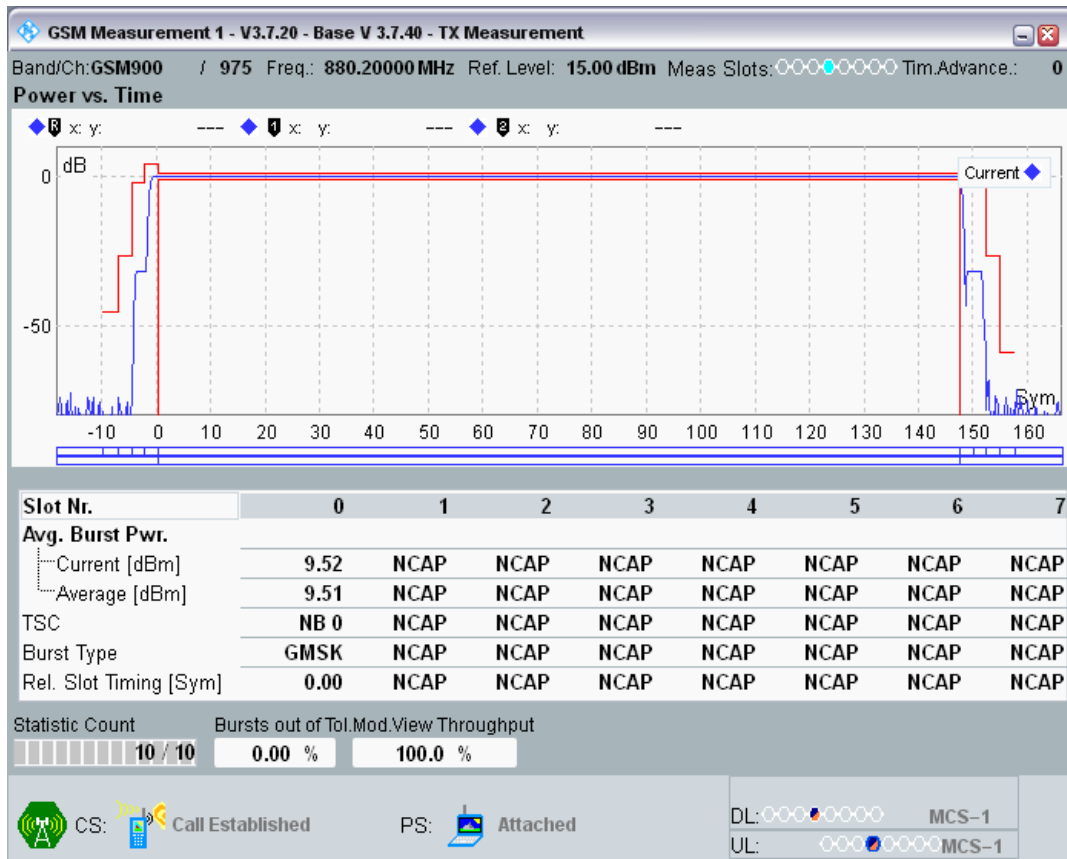 GSM Measurement 1 - V3.7.20 - Base V 3.7.40 - TX Measurement
Band/Ch:GSM900 / 975 Freq.: 880.20000 MHz Ref. Level: 15.00 dBm Meas Slots: Tim.Advance.: 0
Power vs. Time
R x: y: --- 1 x: y: --- 2 x: y: ---
dB
0
Current
-50
Sym
-10 0 10 20 30 40 50 60 70 80 90 100 110 120 130 140 150 160
Slot Nr. 0 1 2 3 4 5 6 7
Avg. Burst Pwr.
Current [dBm] 9.52 NCAP NCAP NCAP NCAP NCAP NCAP NCAP
Average [dBm] 9.51 NCAP NCAP NCAP NCAP NCAP NCAP NCAP
TSC NB 0 NCAP NCAP NCAP NCAP NCAP NCAP NCAP
Burst Type GMSK NCAP NCAP NCAP NCAP NCAP NCAP NCAP
Rel. Slot Timing [Sym] 0.00 NCAP NCAP NCAP NCAP NCAP NCAP NCAP
Statistic Count Bursts out of Tol.Mod.View Throughput
10 / 10 0.00 % 100.0 %
CS: Call Established PS: Attached DL: MCS-1
UL: MCS-1